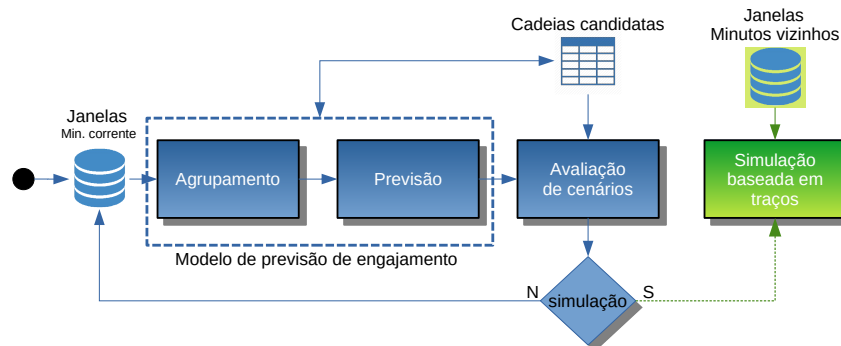 Cadeias candidatas
Janelas
Minutos vizinhos
Janelas
Min. corrente
Agrupamento
Previsão
Avaliação
de cenários
Simulação
baseada em
traços
Modelo de previsão de engajamento
N
simulação
S